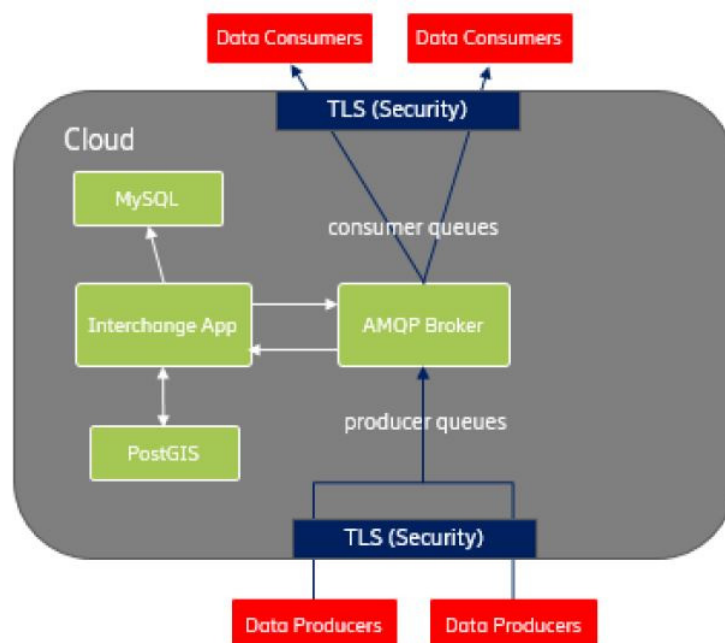 Data Consumers
Data Consumers
TLS (Security)
Cloud
MySQL
consumer queues
Interchange App
AMQP Broker
producer queues
PostGIS
TLS (Security)
Data Producers
Data Producers